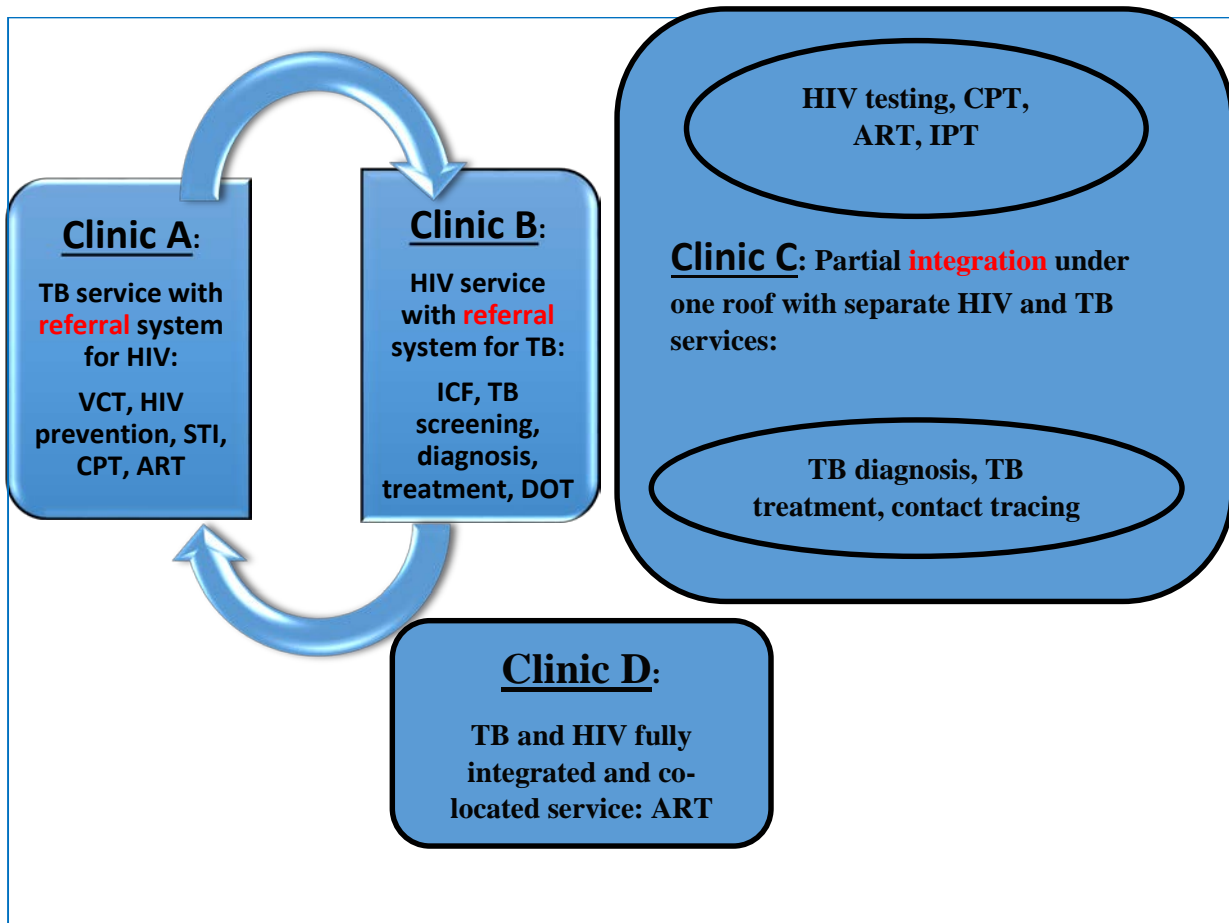 Clinic A:
TB service with
referral system
for HIV:
VCT, HIV
prevention, STI,
CPT, ART
Clinic B:
HIV service
with referral
system for TB:
ICF, TB
screening,
diagnosis,
treatment, DOT
HIV testing, CPT,
ART, IPT
Clinic C: Partial integration under
one roof with separate HIV and TB
services:
TB diagnosis, TB
treatment, contact tracing
Clinic D:
TB and HIV fully
integrated and co-
located service: ART